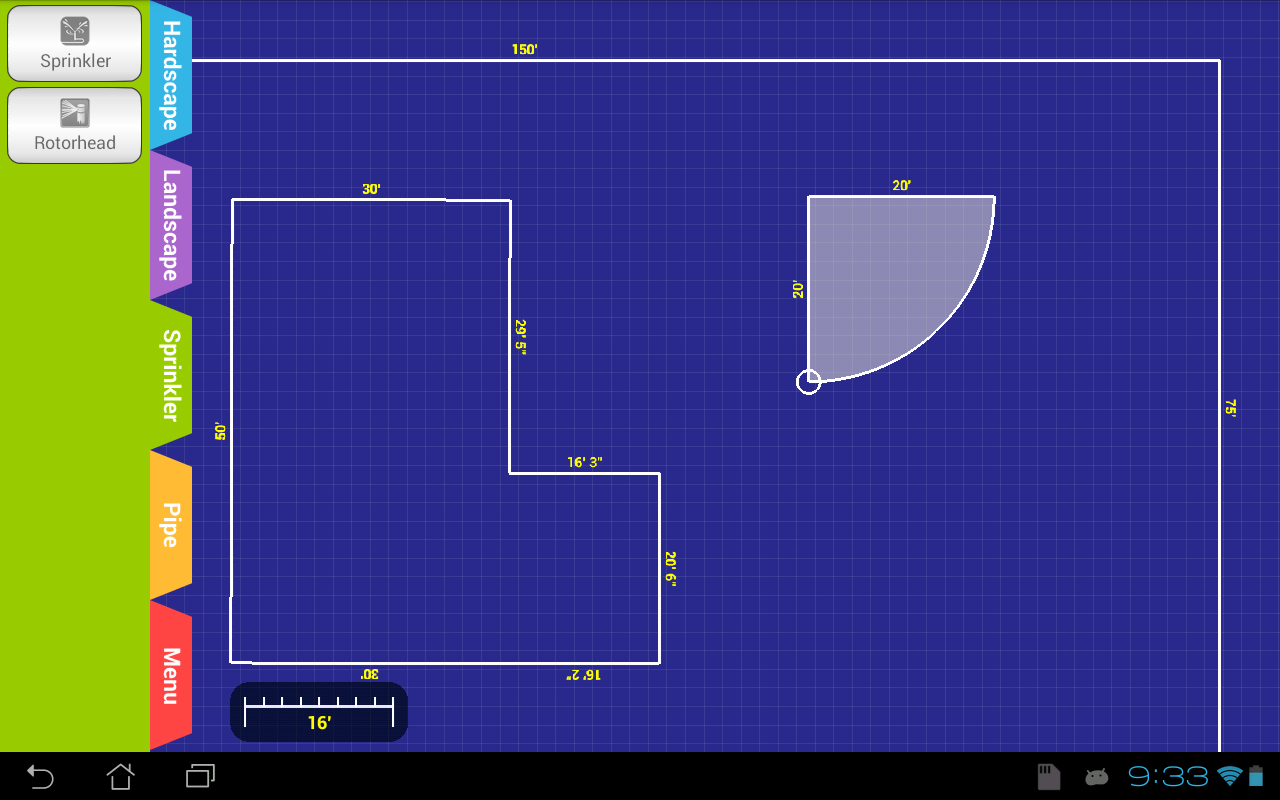 Sprinkler
Rotorhead
Hardscape
Landscape
Sprinkler
Pipe
Menu
150'
30'
20'
20'
29' 5"
75'
50'
16' 3"
20' 6"
30'
16' 2"
16'
9:33